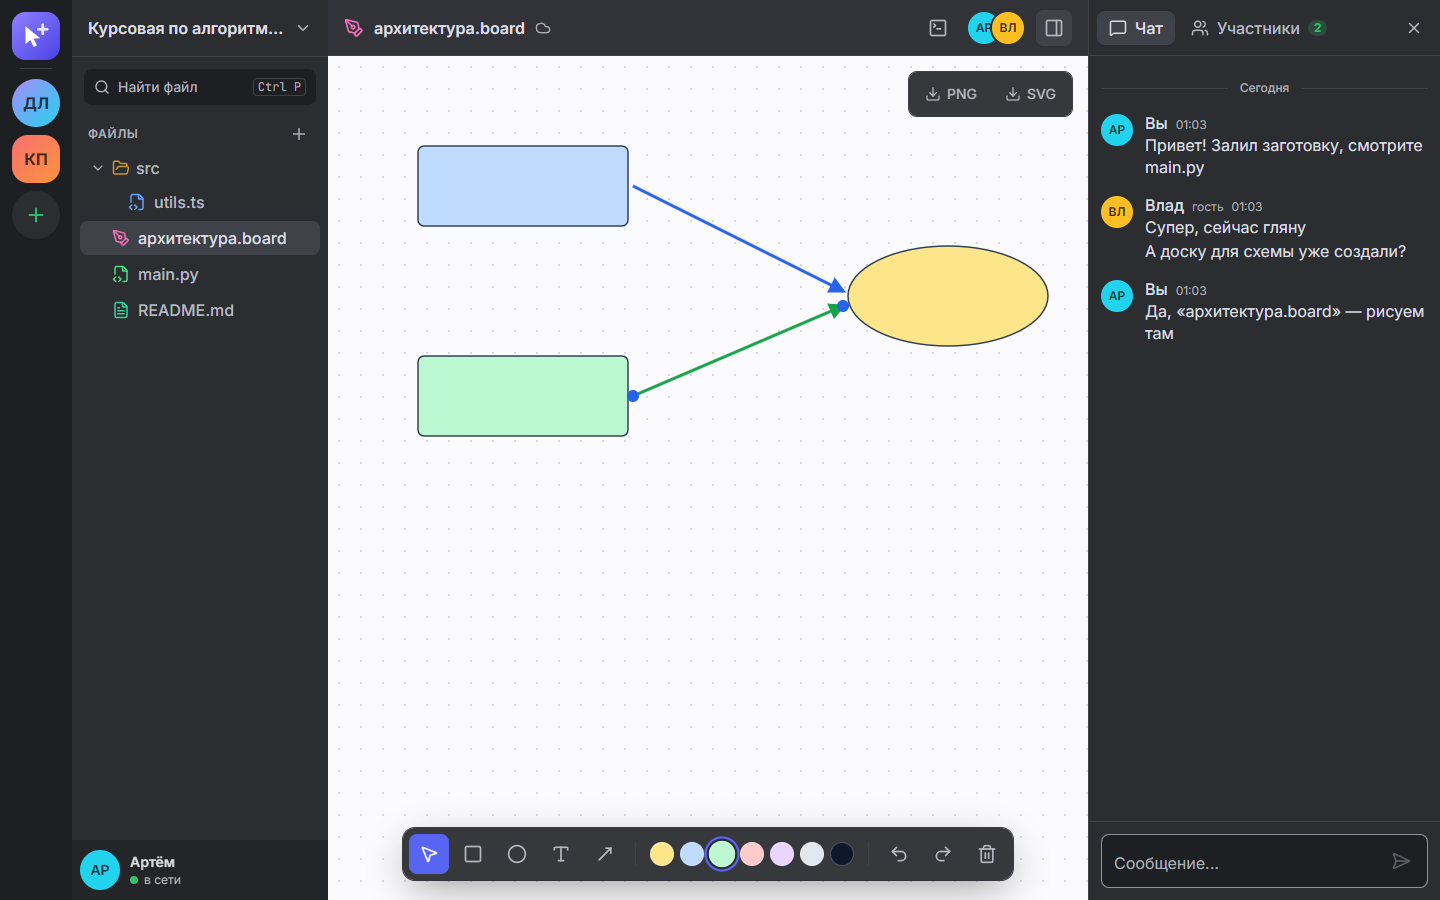 Курсовая по алгоритм...
Найти файл
Ctrl P
ФАЙЛЫ
src
utils.ts
архитектура.board
main.py
README.md
ДЛ
КП
АР
Артём
в сети
архитектура.board
АР
ВЛ
PNG
SVG
Чат
Участники
2
Сегодня
АР
Вы 01:03
Привет! Залил заготовку, смотрите
main.py
ВЛ
Влад гость 01:03
Супер, сейчас гляну
А доску для схемы уже создали?
АР
Вы 01:03
Да, «архитектура.board» — рисуем
там
Сообщение...